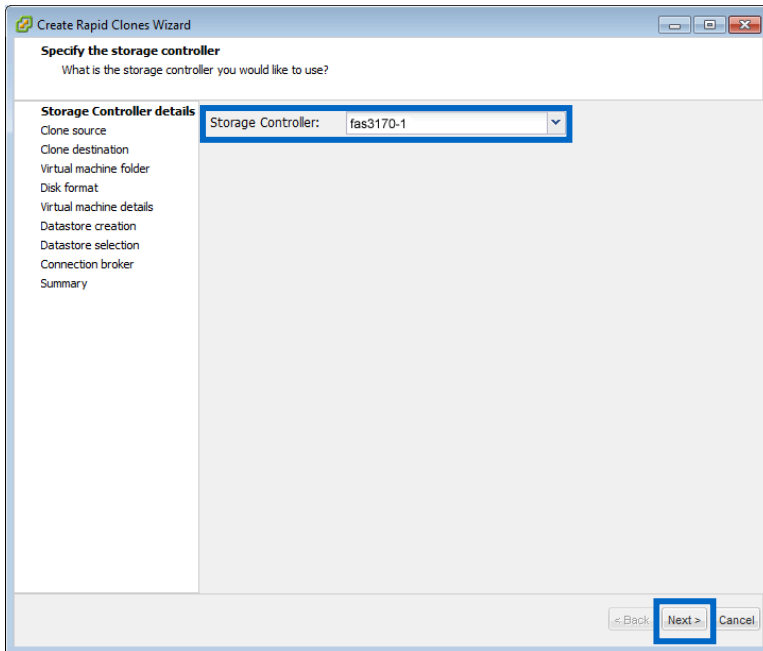 Create Rapid Clones Wizard
Specify the storage controller
What is the storage controller you would like to use?
Storage Controller details
Clone source
Clone destination
Virtual machine folder
Disk format
Virtual machine details
Datastore creation
Datastore selection
Connection broker
Summary
Storage Controller: fas3170-1
< Back Next > Cancel